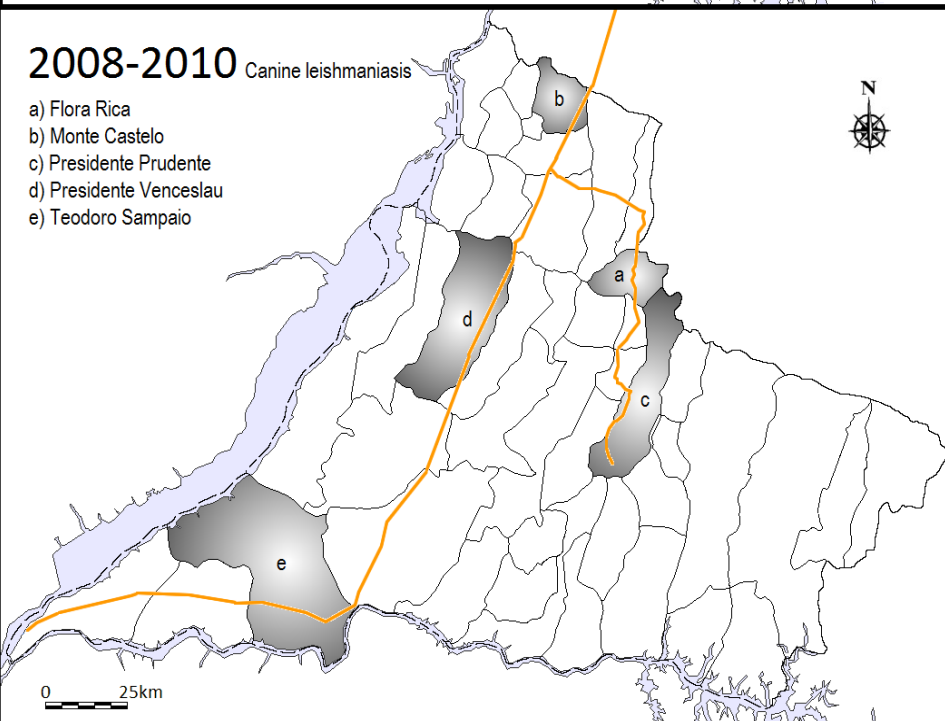 2008-2010 Canine leishmaniasis
a) Flora Rica
b) Monte Castelo
c) Presidente Prudente
d) Presidente Venceslau
e) Teodoro Sampaio
N
b
a
d
c
e
0 25km